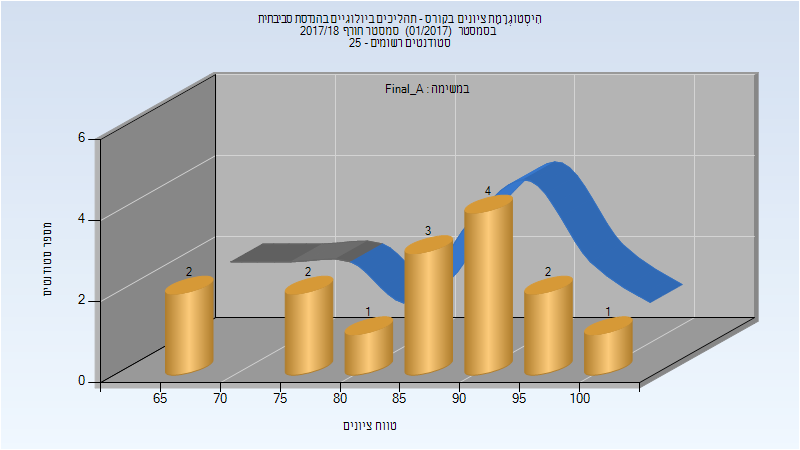 היסטוגרמת ציונים בקורס - תהליכים ביולוגיים בהנדסת סביבתית
בסמסטר (01/2017) סמסטר חורף 2017/18
סטודנטים רשומים - 25
במשימה : Final_A
6
4
2
0
מספר סטודנטים
2
2
1
3
4
2
1
65 70 75 80 85 90 95 100
טווח ציונים